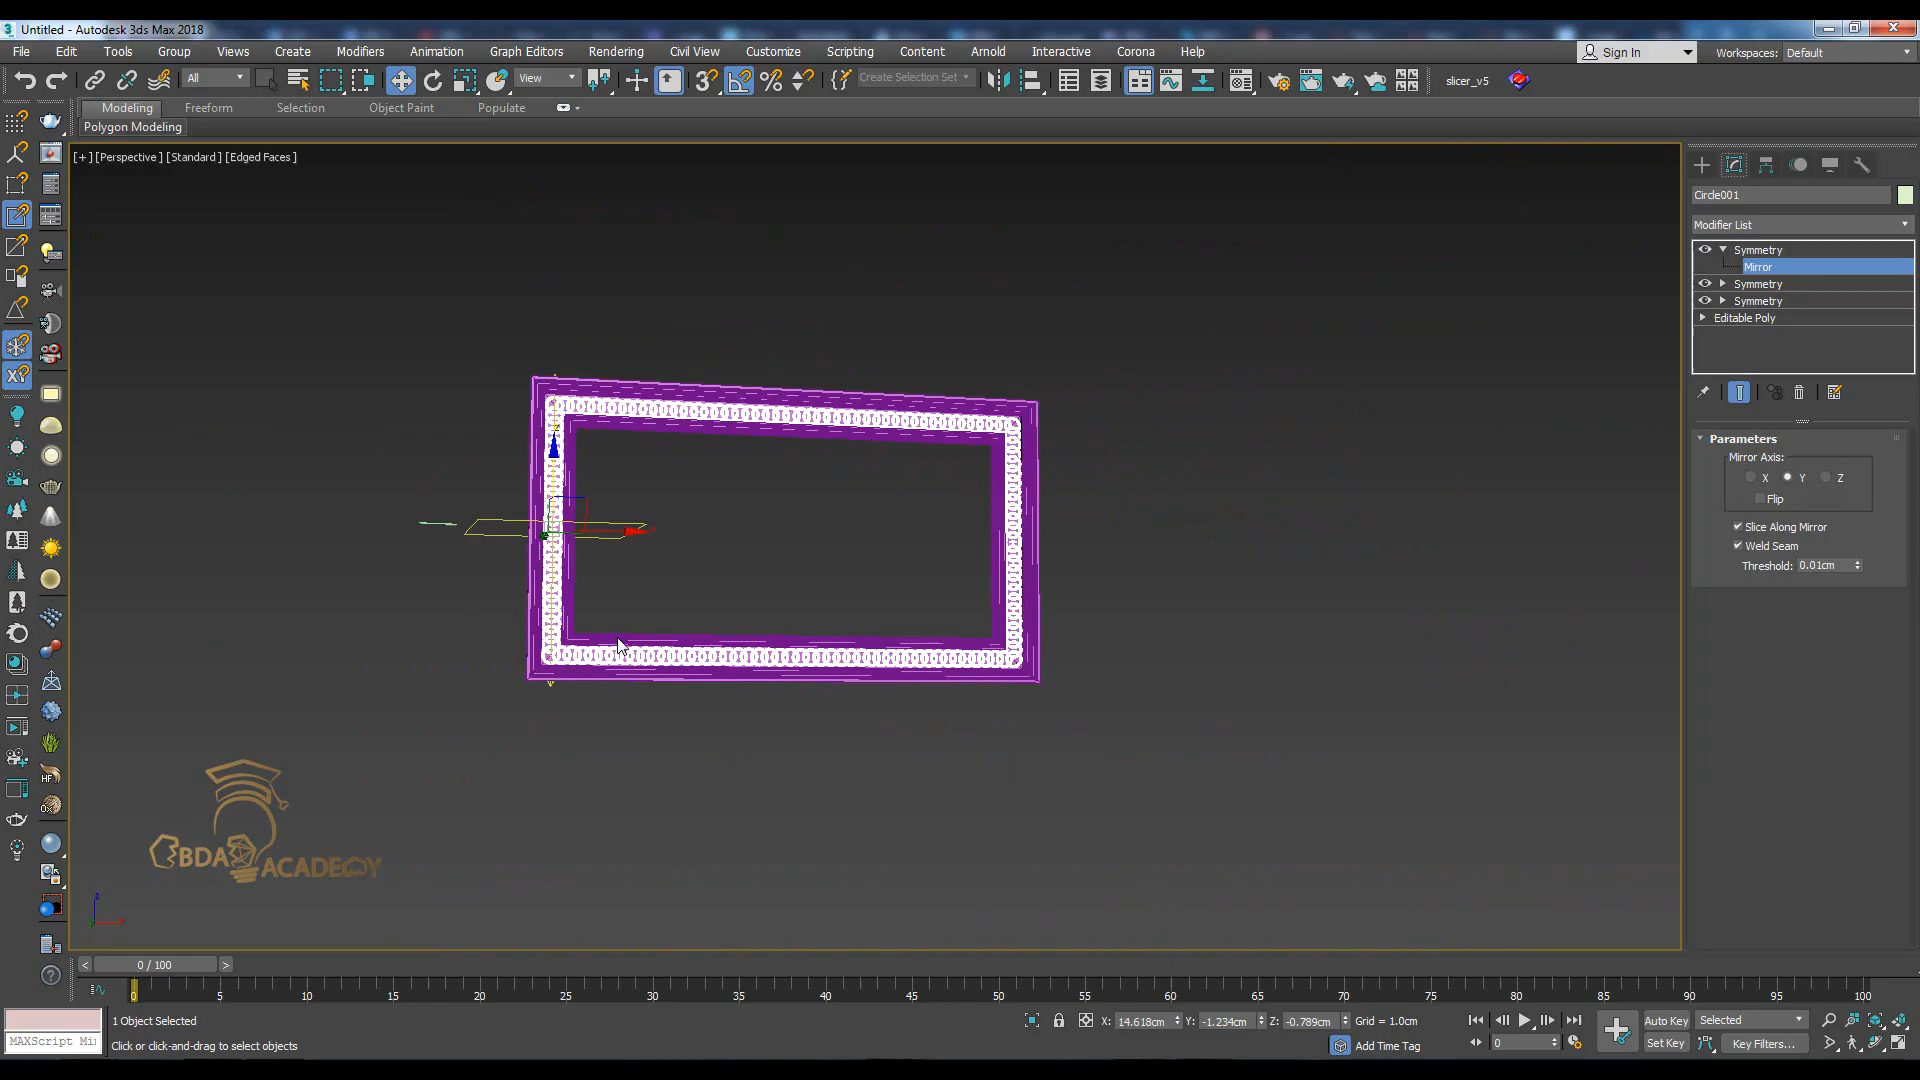 Untitled - Autodesk 3ds Max 2018
File Edit Tools Group Views Create Modifiers Animation Graph Editors Rendering Civil View Customize Scripting Content Arnold Interactive Corona Help
Sign In
Workspaces: Default
All
View
Create Selection Set
slicer_v5
Modeling Freeform Selection Object Paint Populate
Polygon Modeling
[+] [Perspective] [Standard] [Edged Faces]
Circle001
Modifier List
Symmetry
Mirror
Symmetry
Symmetry
Editable Poly
Parameters
Mirror Axis:
X Y Z
Flip
Slice Along Mirror
Weld Seam
Threshold: 0.01cm
HF
BDA ACADEMY
0 / 100
0 5 10 15 20 25 30 35 40 45 50 55 60 65 70 75 80 85 90 95 100
1 Object Selected
X: 14.618cm Y: -1.234cm Z: -0.789cm Grid = 1.0cm
Auto Key Selected
MAXScript Mi
Click or click-and-drag to select objects
Add Time Tag
0
Set Key Key Filters...